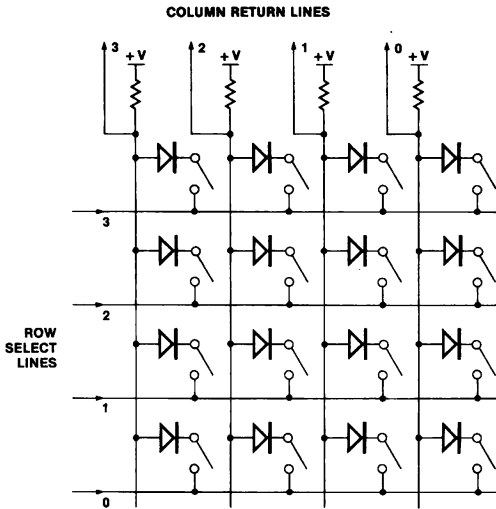 COLUMN RETURN LINES
3 2 1 0
+V +V +V +V
3
2
ROW
SELECT
LINES
1
0